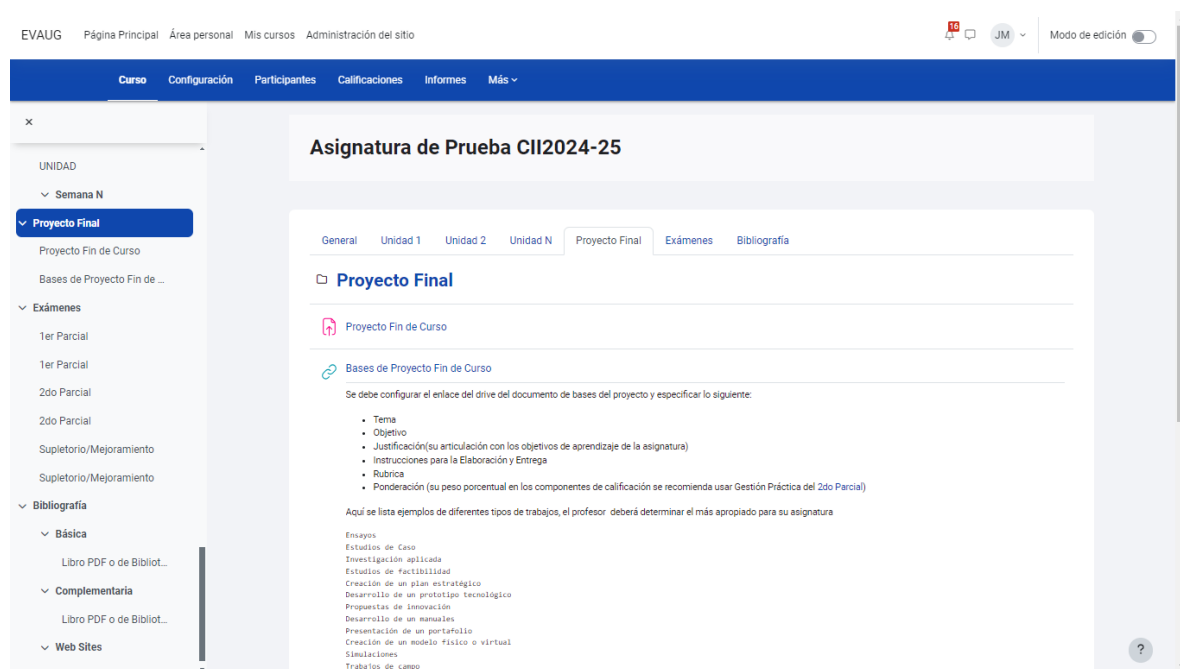 EVAUG Página Principal Área personal Mis cursos Administración del sitio 16 JM Modo de edición
Curso Configuración Participantes Calificaciones Informes Más
UNIDAD
Semana N
Proyecto Final
Proyecto Fin de Curso
Bases de Proyecto Fin de ...
Exámenes
1er Parcial
1er Parcial
2do Parcial
2do Parcial
Supletorio/Mejoramiento
Supletorio/Mejoramiento
Bibliografía
Básica
Libro PDF o de Bibliot...
Complementaria
Libro PDF o de Bibliot...
Web Sites
Asignatura de Prueba CII2024-25
General Unidad 1 Unidad 2 Unidad N Proyecto Final Exámenes Bibliografía
Proyecto Final
Proyecto Fin de Curso
Bases de Proyecto Fin de Curso
Se debe configurar el enlace del drive del documento de bases del proyecto y especificar lo siguiente:
• Tema
• Objetivo
• Justificación(su articulación con los objetivos de aprendizaje de la asignatura)
• Instrucciones para la Elaboración y Entrega
• Rubrica
• Ponderación (su peso porcentual en los componentes de calificación se recomienda usar Gestión Práctica del 2do Parcial)
Aquí se lista ejemplos de diferentes tipos de trabajos, el profesor deberá determinar el más apropiado para su asignatura
Ensayos
Estudios de Caso
Investigación aplicada
Estudios de factibilidad
Creación de un plan estratégico
Desarrollo de un prototipo tecnológico
Propuestas de innovación
Desarrollo de un manuales
Presentación de un portafolio
Creación de un modelo físico o virtual
Simulaciones
Trabajos de campo
?